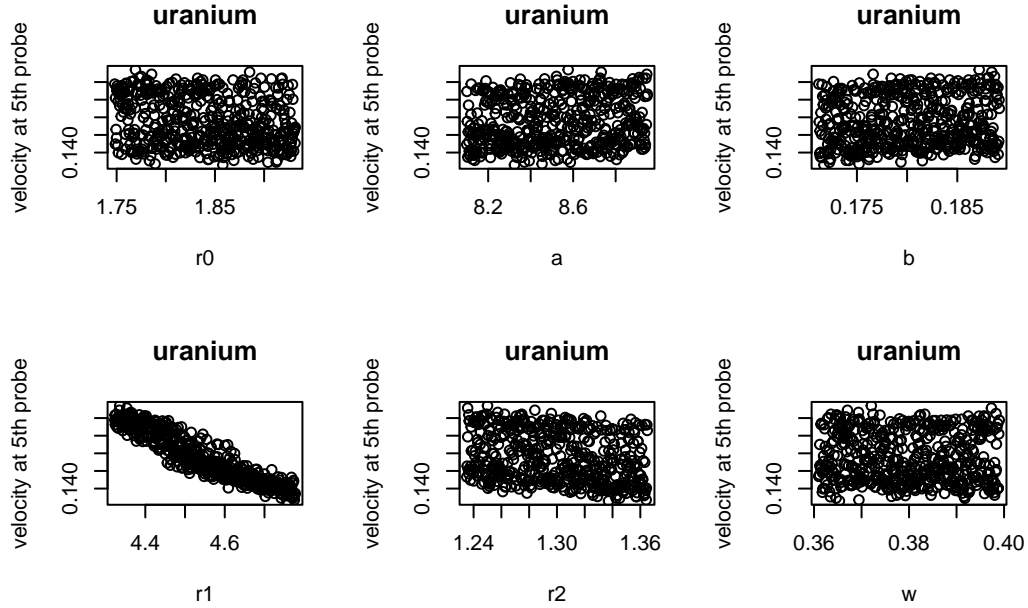 uranium
velocity at 5th probe
0.140
1.75 1.85
r0
uranium
velocity at 5th probe
0.140
8.2 8.6
a
uranium
velocity at 5th probe
0.140
0.175 0.185
b
uranium
velocity at 5th probe
0.140
4.4 4.6
r1
uranium
velocity at 5th probe
0.140
1.24 1.30 1.36
r2
uranium
velocity at 5th probe
0.140
0.36 0.38 0.40
w